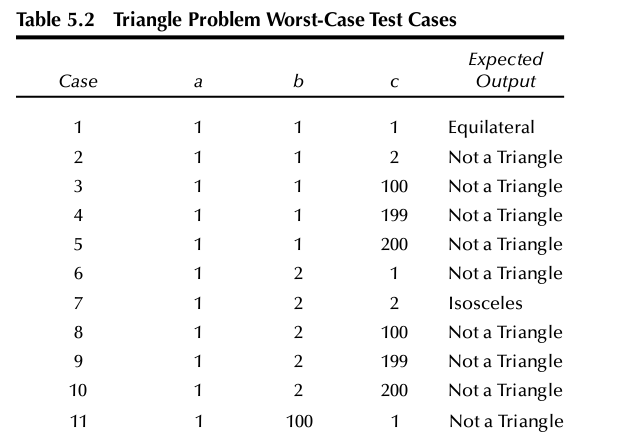 Table 5.2 Triangle Problem Worst-Case Test Cases
Expected
Case a b c Output
1 1 1 1 Equilateral
2 1 1 2 Not a Triangle
3 1 1 100 Not a Triangle
4 1 1 199 Not a Triangle
5 1 1 200 Not a Triangle
6 1 2 1 Not a Triangle
7 1 2 2 Isosceles
8 1 2 100 Not a Triangle
9 1 2 199 Not a Triangle
10 1 2 200 Not a Triangle
11 1 100 1 Not a Triangle